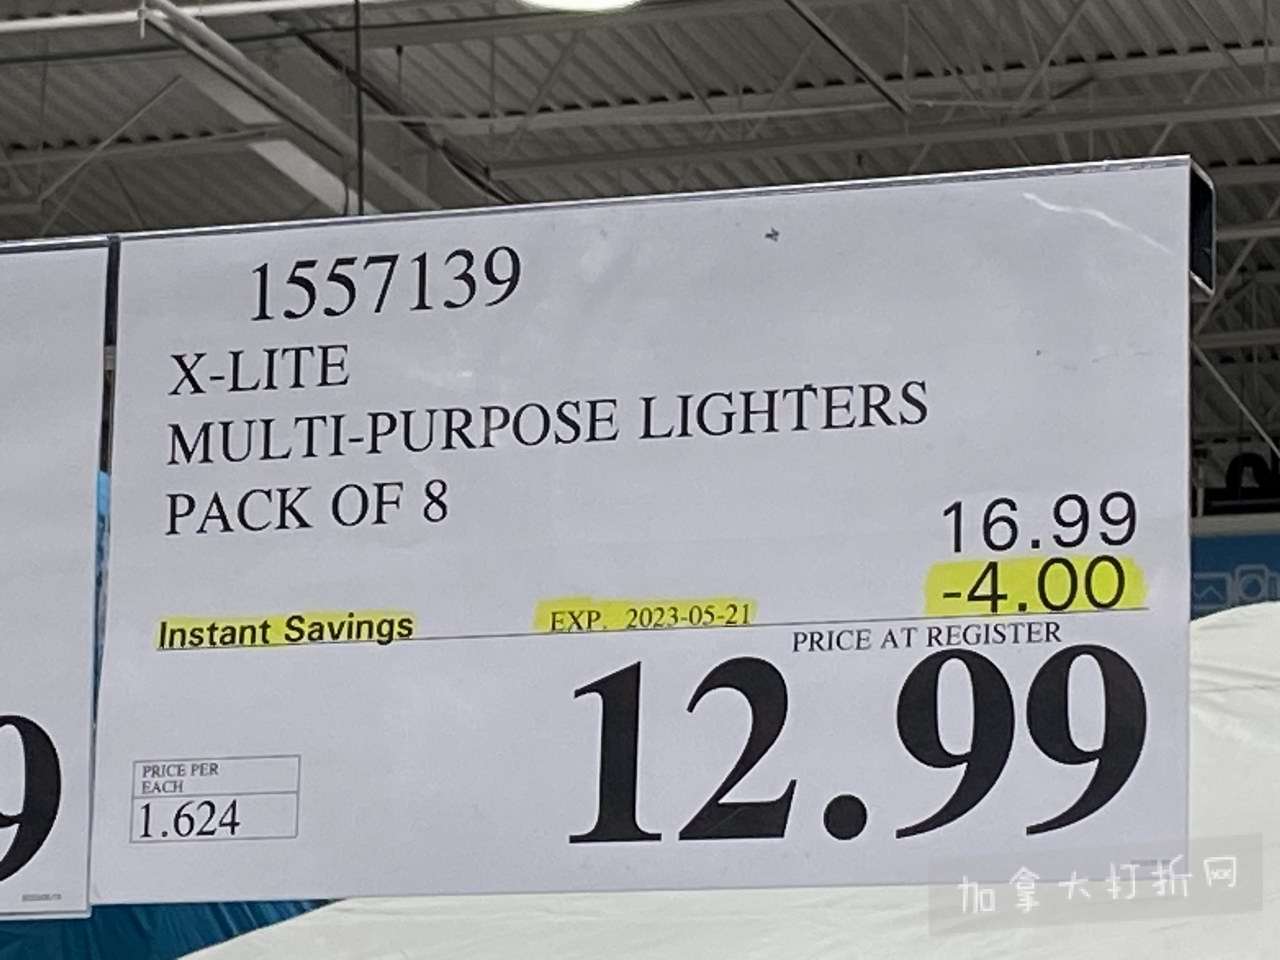 1557139
X-LITE
MULTI-PURPOSE LIGHTERS
PACK OF 8
16.99
-4.00
Instant Savings EXP. 2023-05-21
PRICE AT REGISTER
12.99
PRICE PER
EACH
1.624
9
加拿大打折网